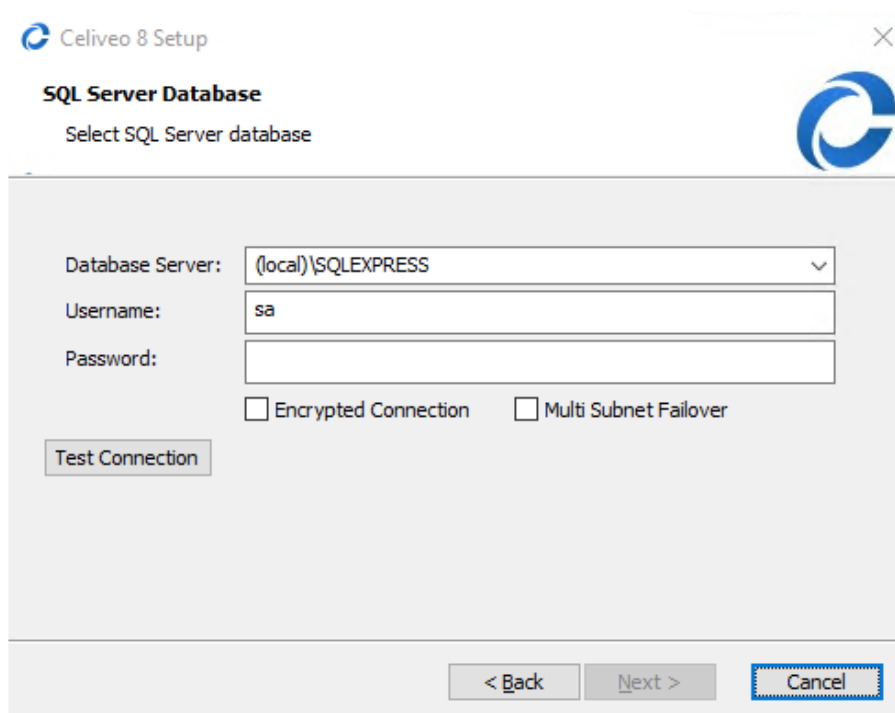 Celiveo 8 Setup
SQL Server Database
Select SQL Server database
Database Server: (local)\SQLEXPRESS
Username: sa
Password:
Encrypted Connection Multi Subnet Failover
Test Connection
< Back Next > Cancel